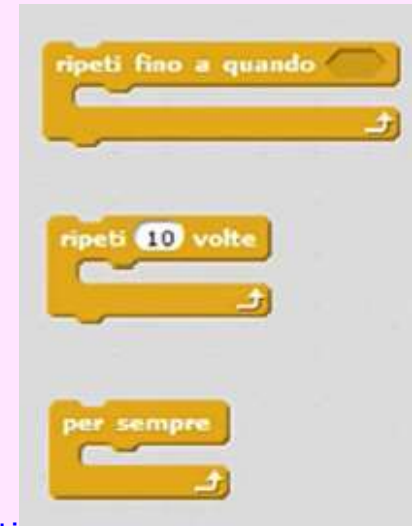 ripeti fino a quando
ripeti 10 volte
per sempre